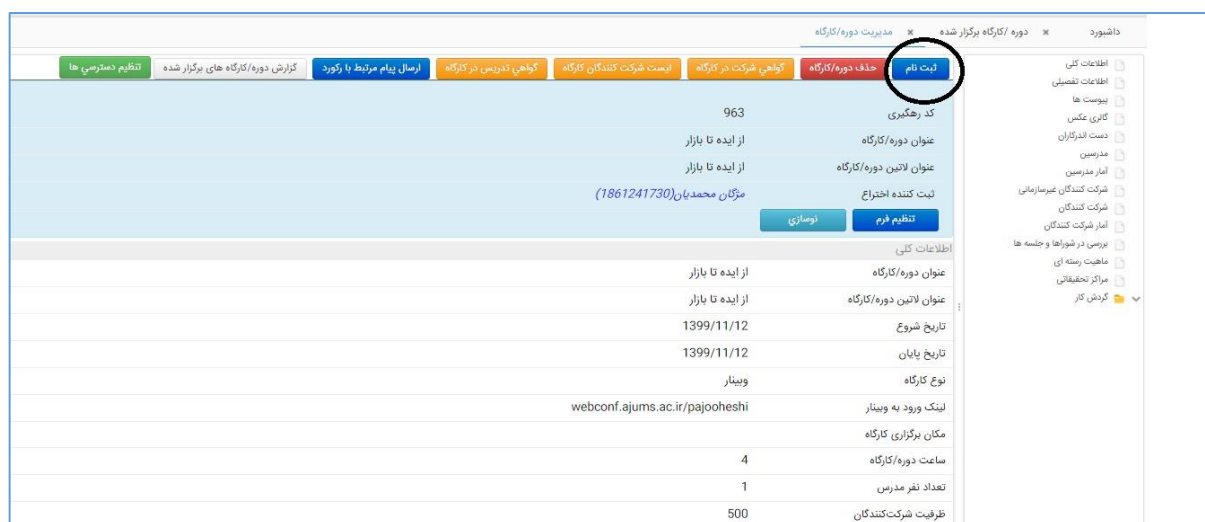 داشبورد × دوره /کارگاه برگزار شده × مدیریت دوره/کارگاه
اطلاعات کلی
اطلاعات تفصیلی
پیوست ها
گالری عکس
دست اندرکاران
مدرسین
آمار مدرسین
شرکت کنندگان غیرسازمانی
شرکت کنندگان
آمار شرکت کنندگان
بررسی در شوراها و جلسه ها
ماهیت رسته ای
مراکز تحقیقاتی
گردش کار
ثبت نام حذف دوره/کارگاه گواهي شرکت در کارگاه لیست شرکت کنندگان کارگاه گواهي تدریس در کارگاه ارسال پیام مرتبط با رکورد گزارش دوره/کارگاه های برگزار شده تنظیم دسترسي ها
کد رهگیری 963
عنوان دوره/کارگاه از ایده تا بازار
عنوان لاتین دوره/کارگاه از ایده تا بازار
ثبت کننده اختراع مژگان محمدیان(1861241730)
تنظیم فرم نوسازي
اطلاعات کلی
عنوان دوره/کارگاه از ایده تا بازار
عنوان لاتین دوره/کارگاه از ایده تا بازار
تاریخ شروع 1399/11/12
تاریخ پایان 1399/11/12
نوع کارگاه وبینار
لینک ورود به وبینار webconf.ajums.ac.ir/pajooheshi
مکان برگزاری کارگاه
ساعت دوره/کارگاه 4
تعداد نفر مدرس 1
ظرفیت شرکت‌کنندگان 500